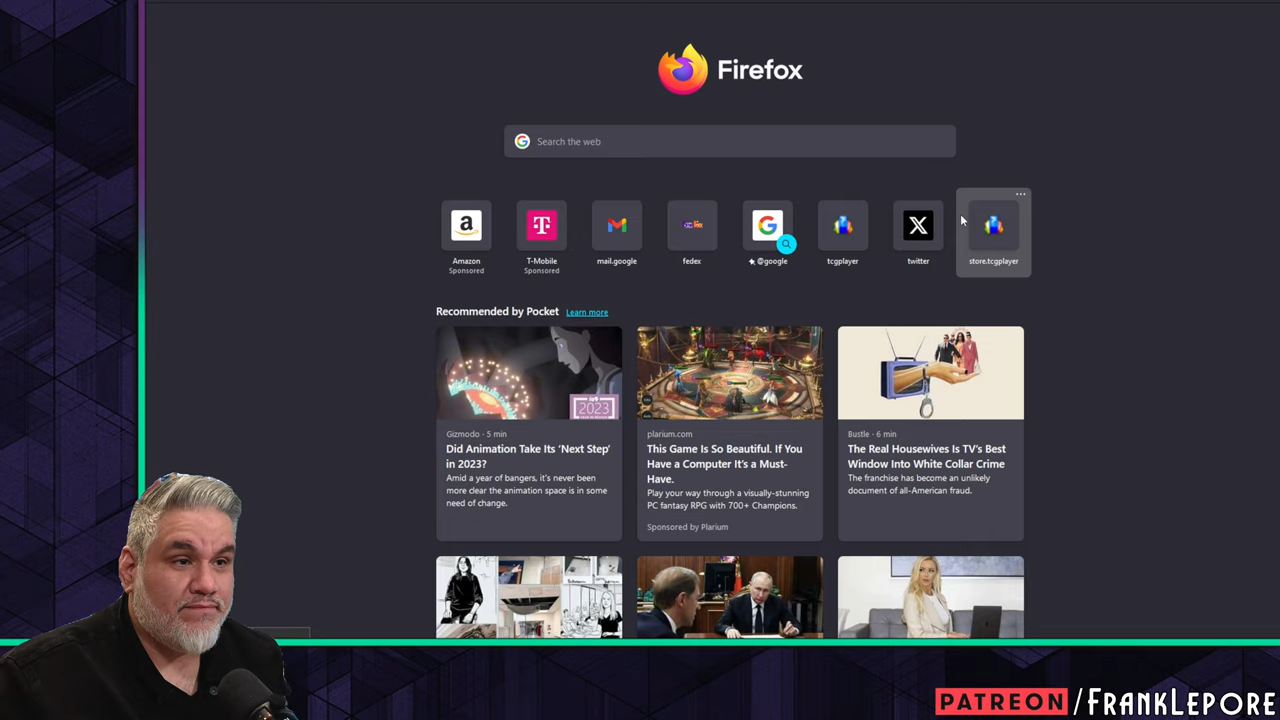 Firefox
Search the web
Amazon
Sponsored
T-Mobile
Sponsored
mail.google
fedex
@google
tcgplayer
twitter
store.tcgplayer
Recommended by Pocket Learn more
2023
Gizmodo · 5 min
Did Animation Take Its ‘Next Step’
in 2023?
Amid a year of bangers, it's never been
more clear the animation space is in some
need of change.
plarium.com
This Game Is So Beautiful. If You
Have a Computer It's a Must-
Have.
Play your way through a visually-stunning
PC fantasy RPG with 700+ Champions.
Sponsored by Plarium
Bustle · 6 min
The Real Housewives Is TV's Best
Window Into White Collar Crime
The franchise has become an unlikely
document of all-American fraud.
PATREON/FRANKLEPORE